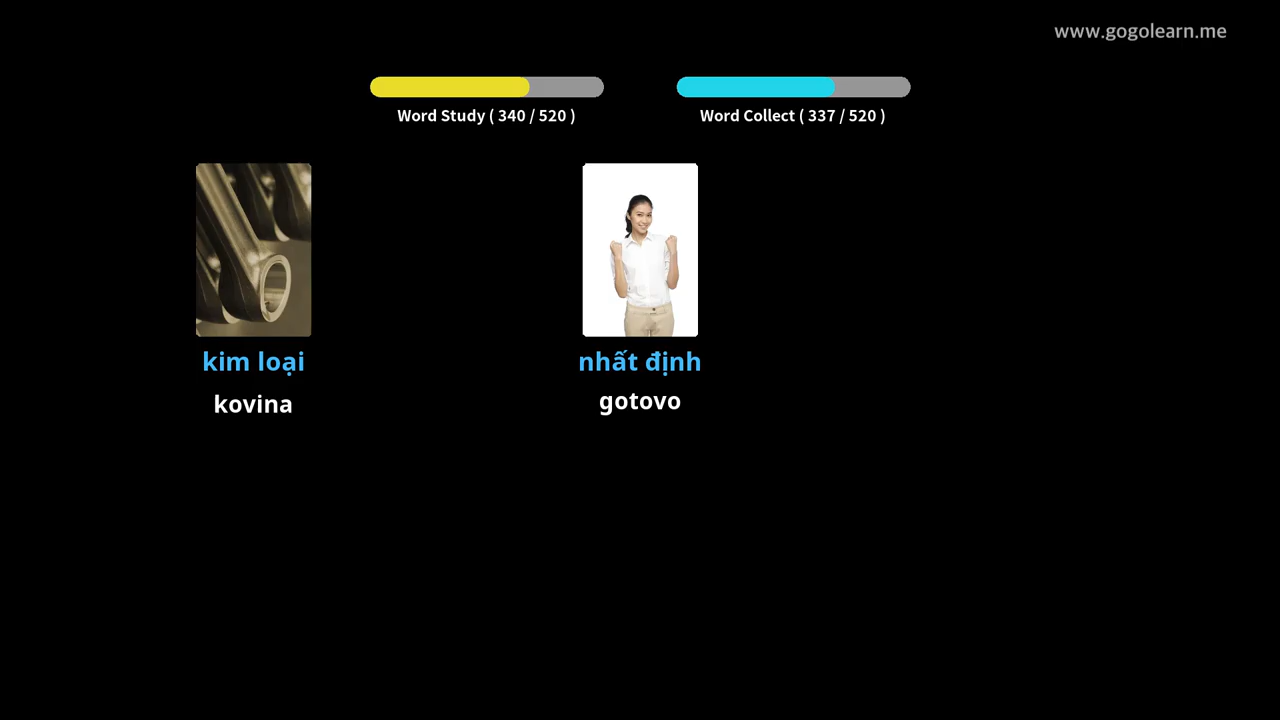 www.gogolearn.me
Word Study ( 340 / 520 )
Word Collect ( 337 / 520 )
kim loại
kovina
nhất định
gotovo